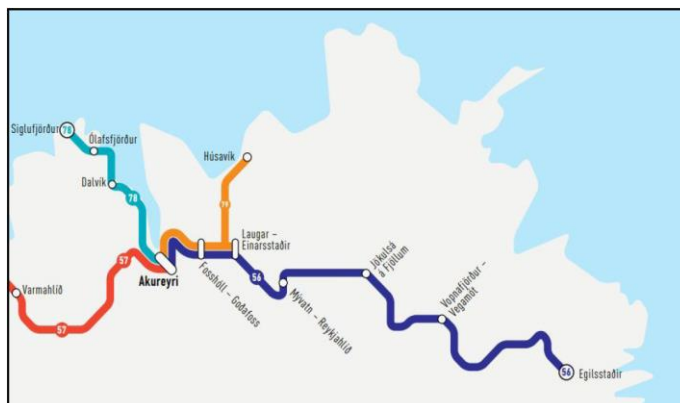 Siglufjörður
78
Ólafsfjörður
Dalvík
78
Húsavík
79
Laugar –
Einarsstaðir
57
Akureyri
Varmahlíð
57
Fosshóll – Goðafoss
56
Mývatn – Reykjahlíð
Jökulsá
á Fjöllum
Vopnafjörður –
Vegamót
56
Egilsstaðir